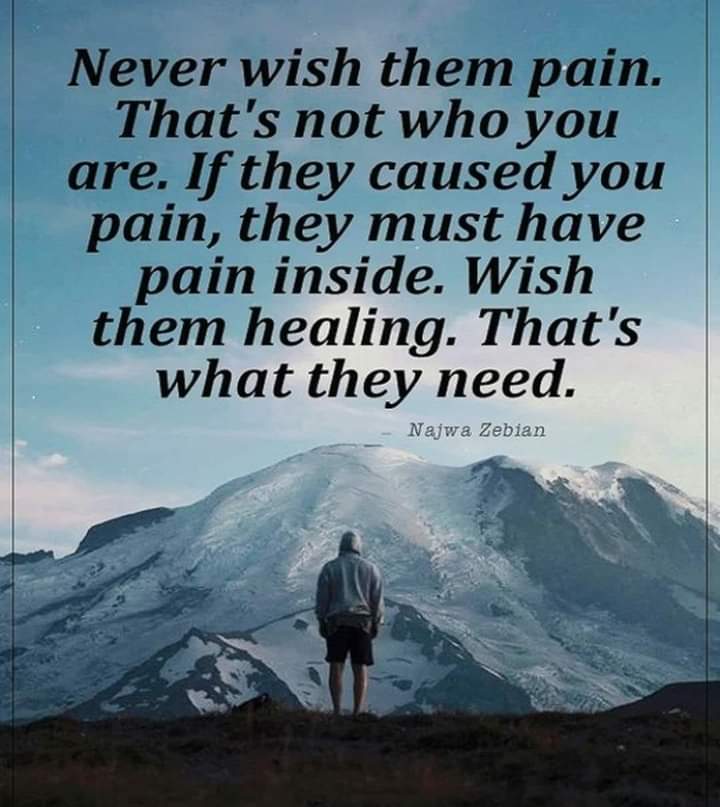 Never wish them pain.
That's not who you
are. If they caused you
pain, they must have
pain inside. Wish
them healing. That's
what they need.
– Najwa Zebian